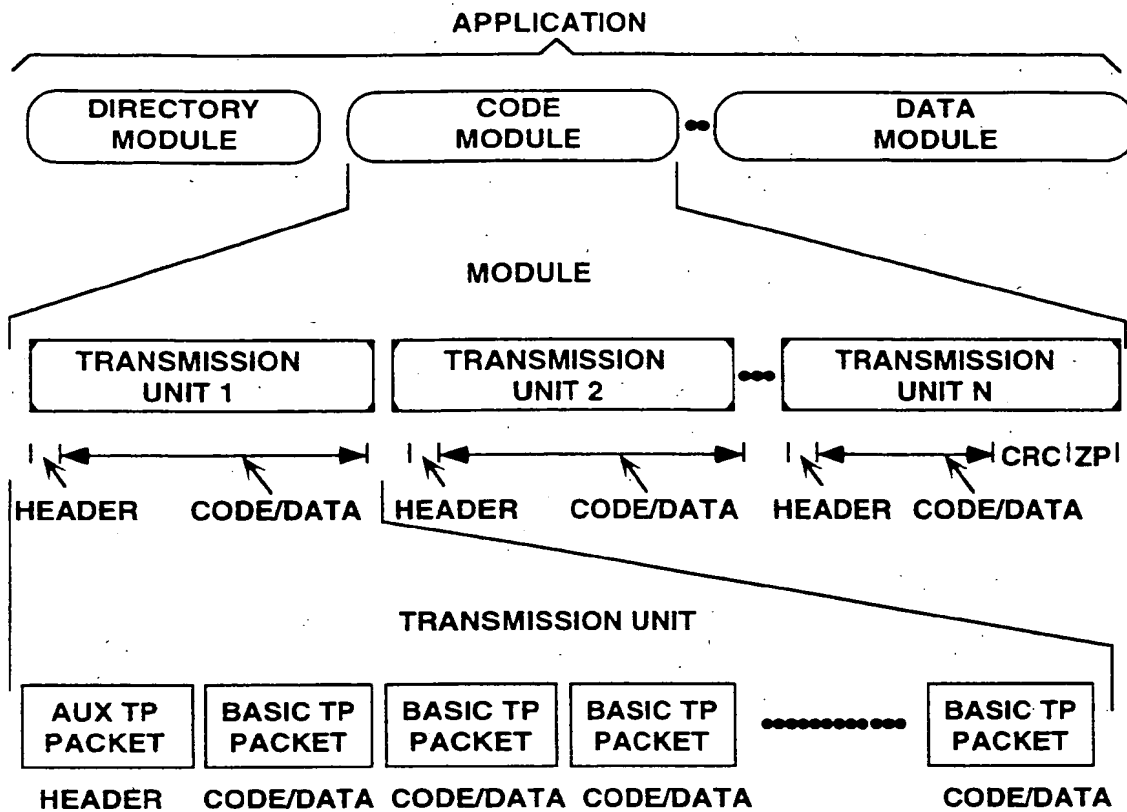 APPLICATION
DIRECTORY MODULE
CODE MODULE
DATA MODULE
MODULE
TRANSMISSION UNIT 1
TRANSMISSION UNIT 2
TRANSMISSION UNIT N
CRC ZP
HEADER CODE/DATA HEADER CODE/DATA HEADER CODE/DATA
TRANSMISSION UNIT
AUX TP PACKET
BASIC TP PACKET
BASIC TP PACKET
BASIC TP PACKET
BASIC TP PACKET
HEADER CODE/DATA CODE/DATA CODE/DATA CODE/DATA